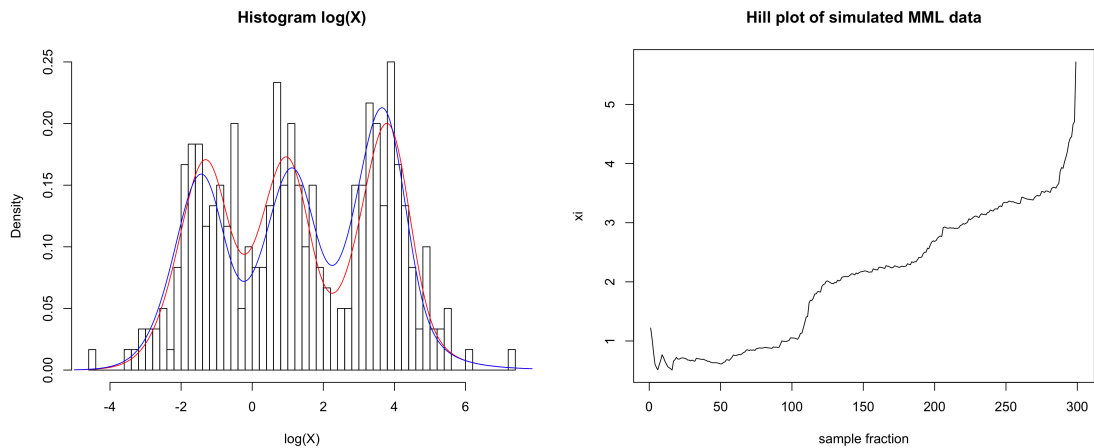 Histogram log(X)
Density
0.00 0.05 0.10 0.15 0.20 0.25
-4 -2 0 2 4 6
log(X)
Hill plot of simulated MML data
xi
1 2 3 4 5
0 50 100 150 200 250 300
sample fraction